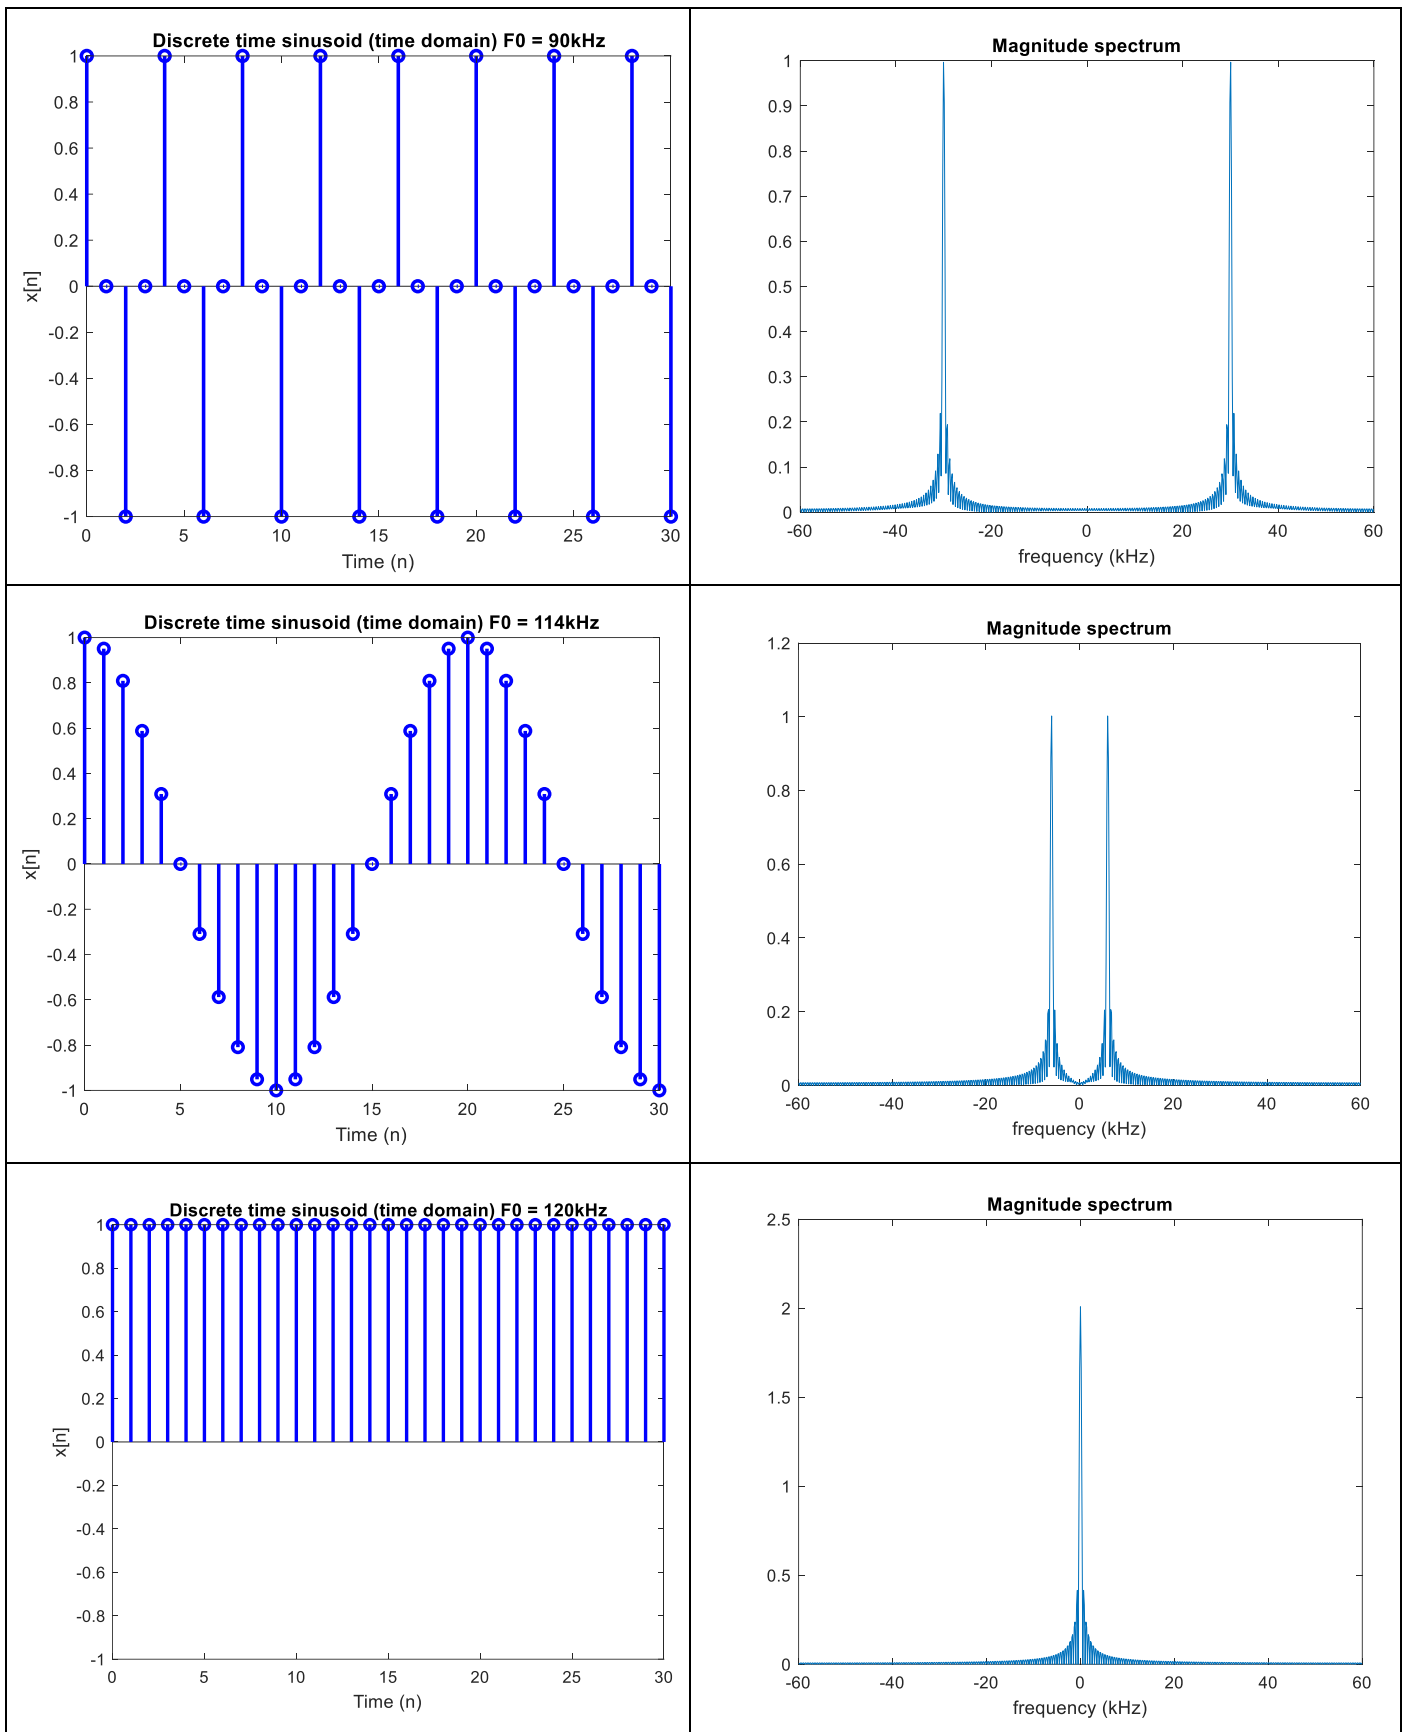 Discrete time sinusoid (time domain) F0 = 90kHz
1
0.8
0.6
0.4
0.2
0
-0.2
-0.4
-0.6
-0.8
-1
x[n]
0 5 10 15 20 25 30
Time (n)
Magnitude spectrum
1
0.9
0.8
0.7
0.6
0.5
0.4
0.3
0.2
0.1
0
-60 -40 -20 0 20 40 60
frequency (kHz)
Discrete time sinusoid (time domain) F0 = 114kHz
1
0.8
0.6
0.4
0.2
0
-0.2
-0.4
-0.6
-0.8
-1
x[n]
0 5 10 15 20 25 30
Time (n)
Magnitude spectrum
1.2
1
0.8
0.6
0.4
0.2
0
-60 -40 -20 0 20 40 60
frequency (kHz)
Discrete time sinusoid (time domain) F0 = 120kHz
1
0.8
0.6
0.4
0.2
0
-0.2
-0.4
-0.6
-0.8
-1
x[n]
0 5 10 15 20 25 30
Time (n)
Magnitude spectrum
2.5
2
1.5
1
0.5
0
-60 -40 -20 0 20 40 60
frequency (kHz)